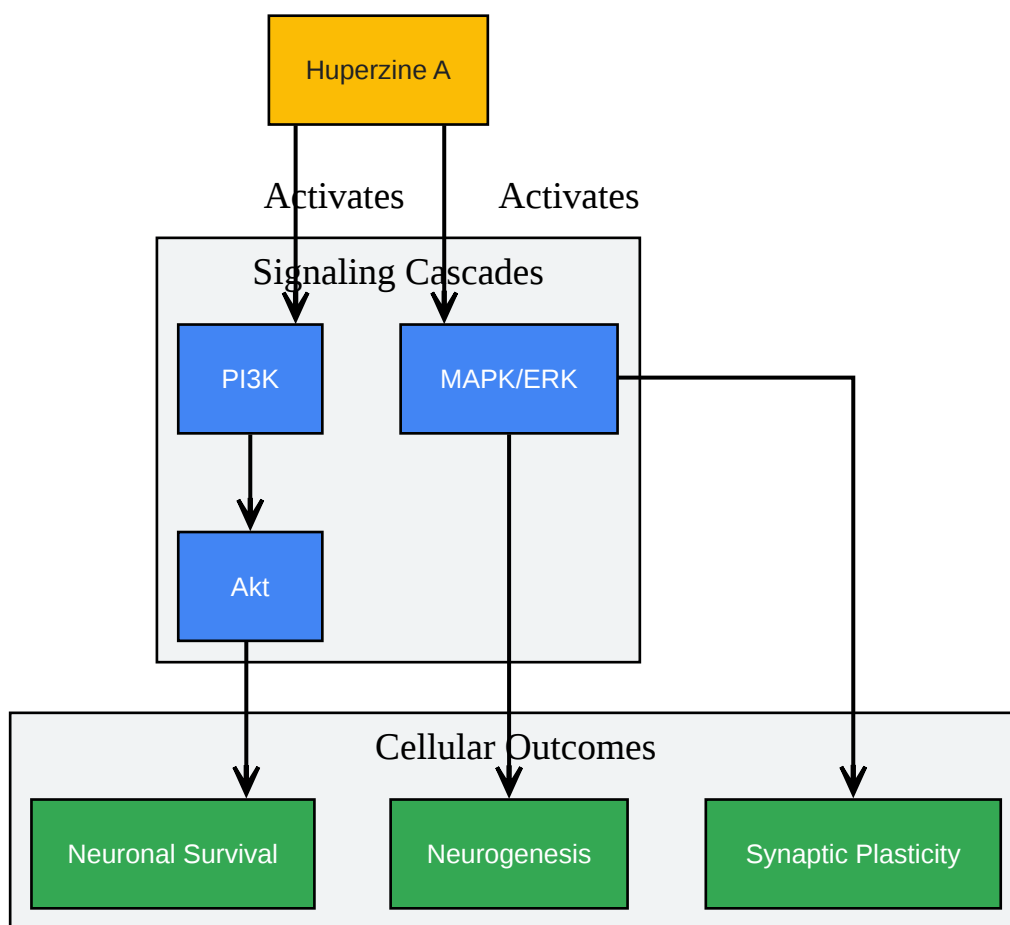 Huperzine A
Activates
Activates
Signaling Cascades
PI3K
MAPK/ERK
Akt
Cellular Outcomes
Neuronal Survival
Neurogenesis
Synaptic Plasticity